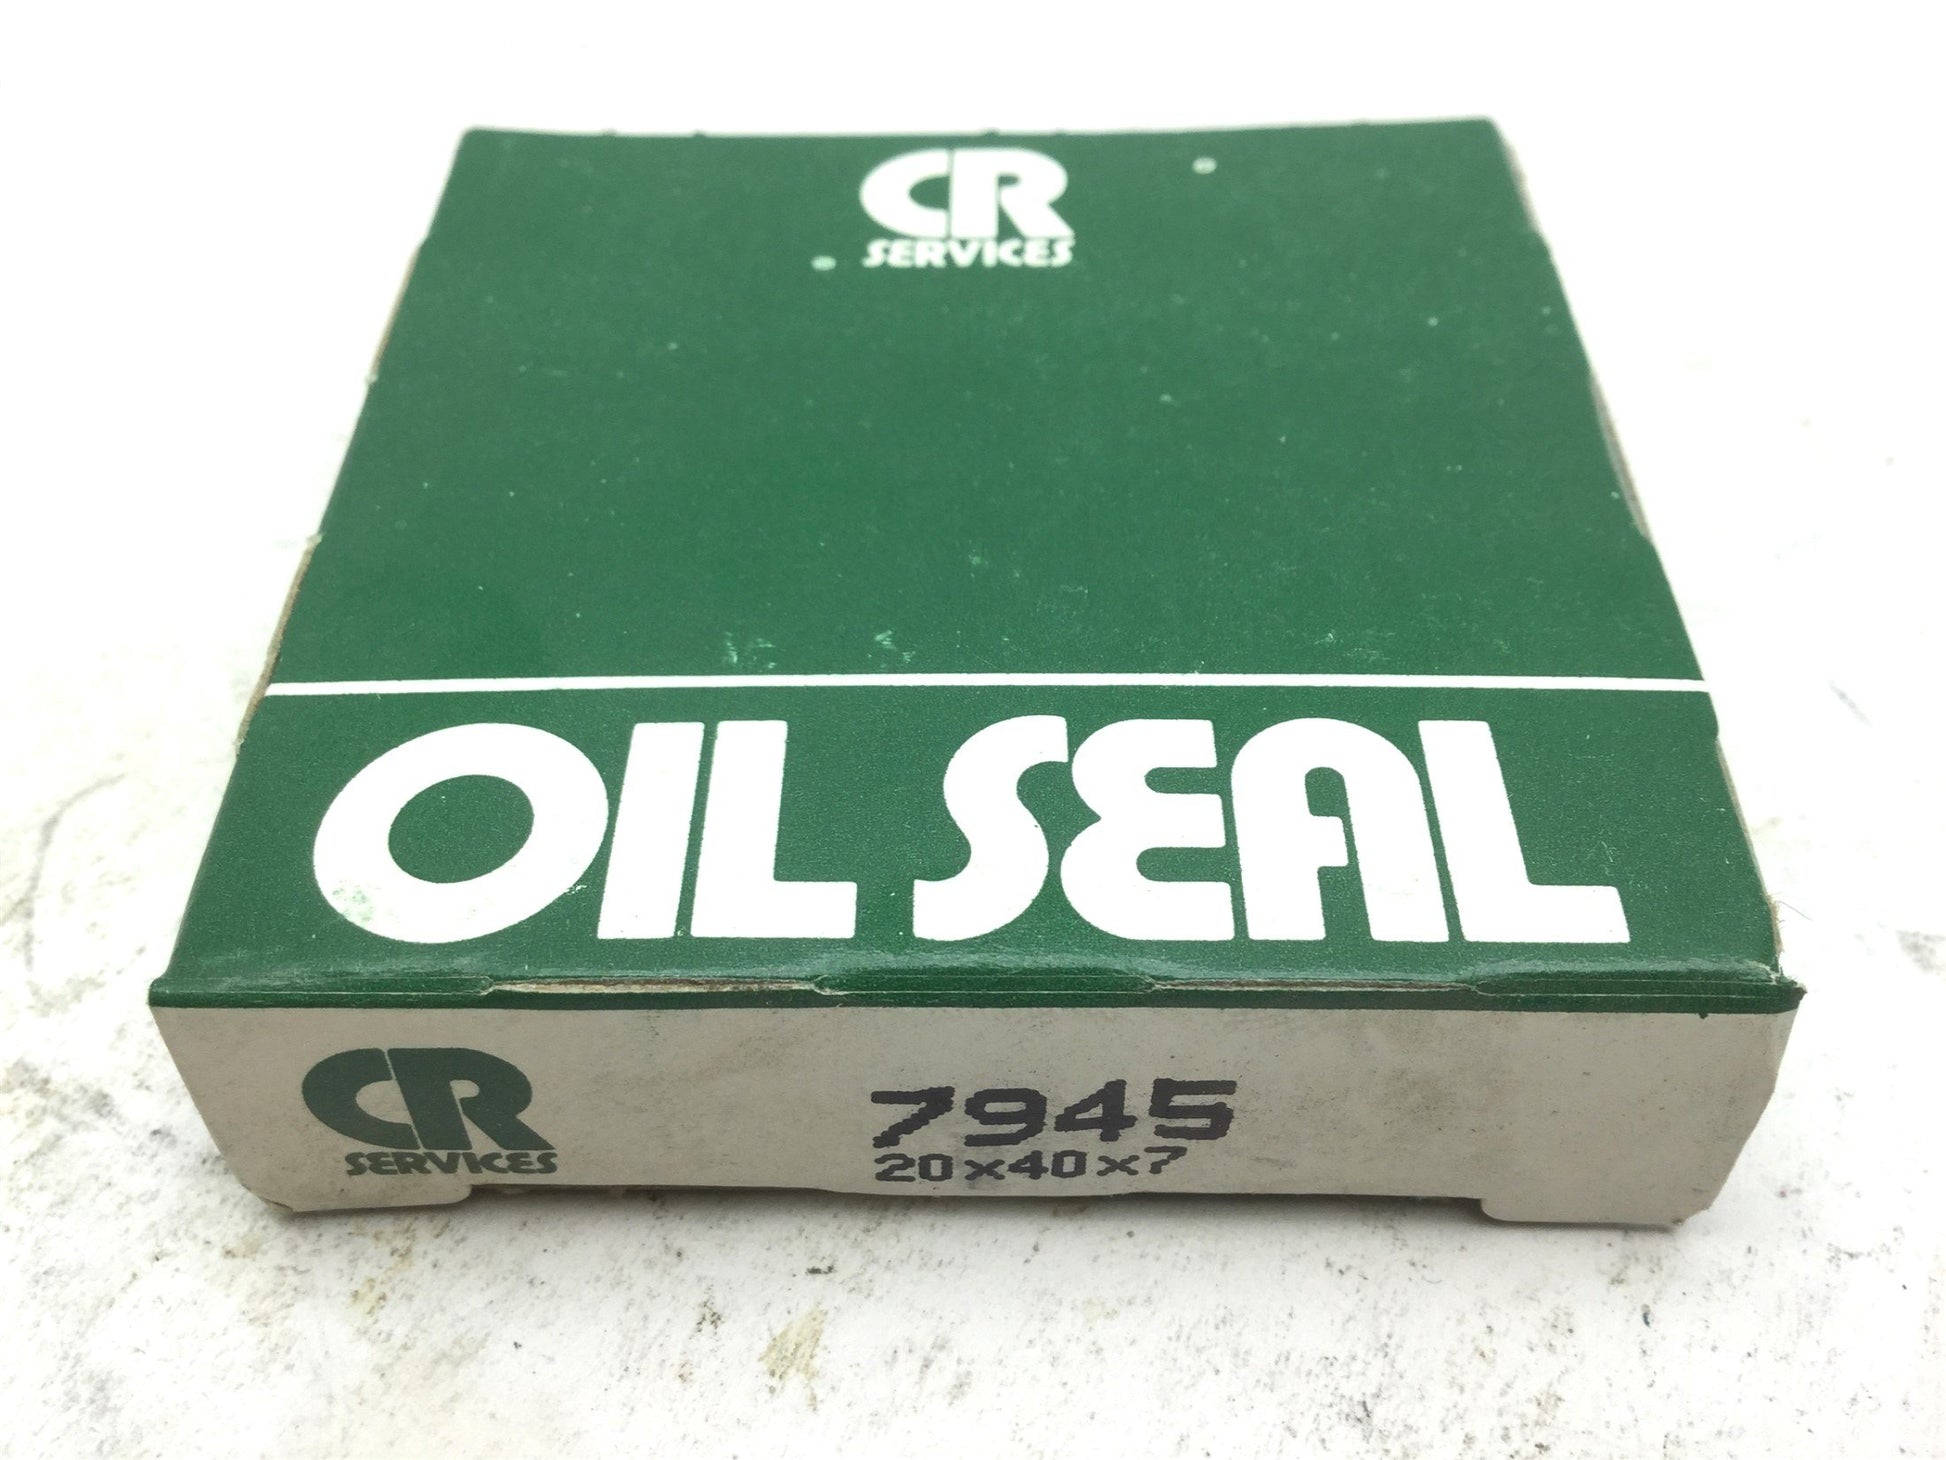 CR
SERVICES
OIL SEAL
CR
SERVICES
7945
20x40x7